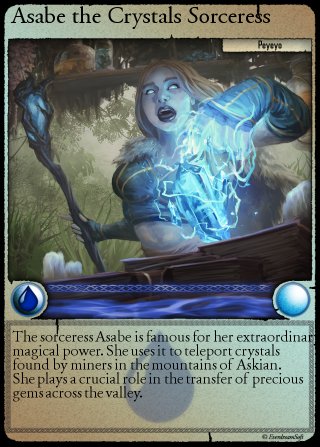 Asabe the Crystals Sorceress
Peyeyo
The sorceress Asabe is famous for her extraordinary
magical power. She uses it to teleport crystals
found by miners in the mountains of Askian.
She plays a crucial role in the transfer of precious
gems across the valley.
© EverdreamSoft